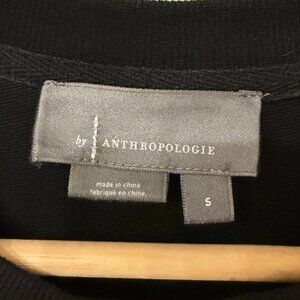 by ANTHROPOLOGIE
made in china
fabriqué en chine
S